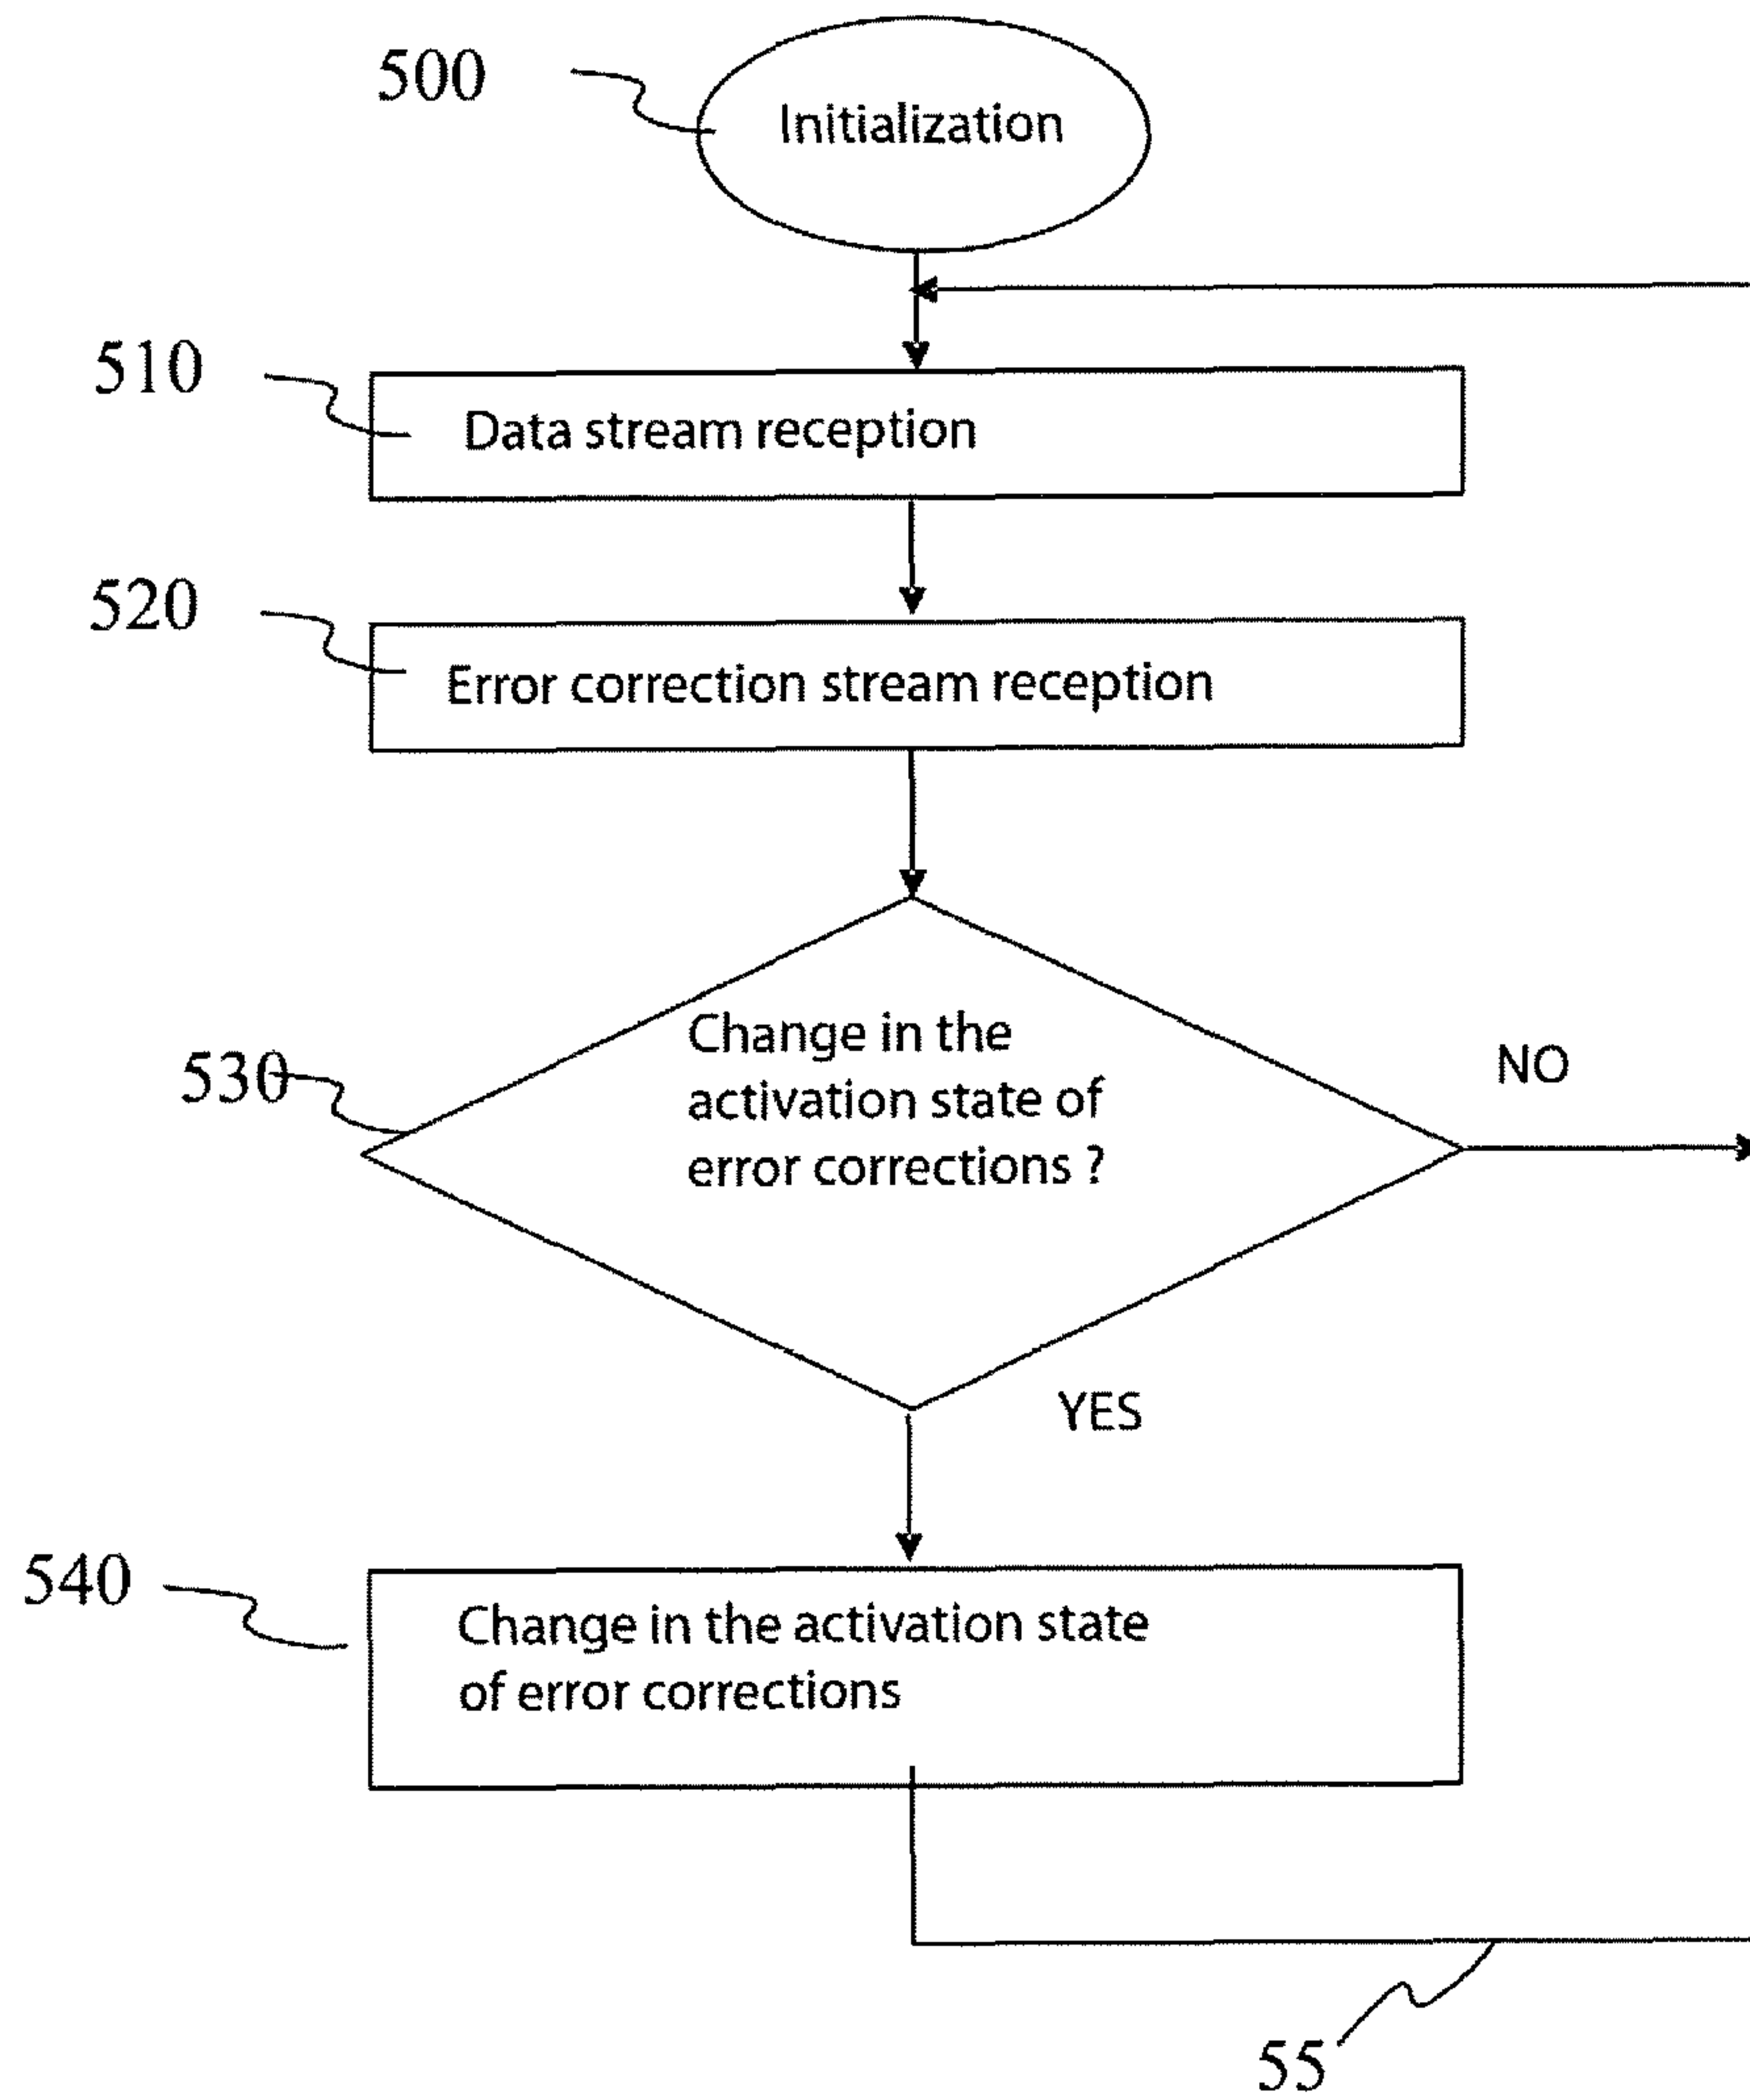 500
Initialization
510
Data stream reception
520
Error correction stream reception
530
Change in the
activation state of
error corrections ?
NO
YES
540
Change in the activation state
of error corrections
55